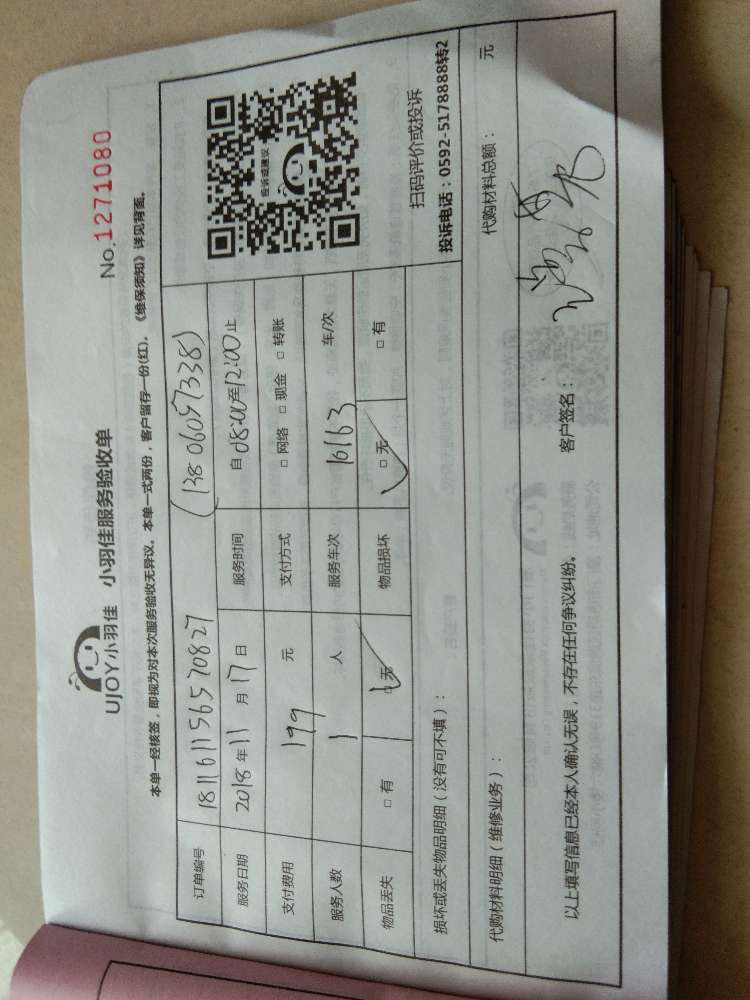 UJOY小羽佳 小羽佳服务验收单
No.1271080
本单一经核签，即视为对本次服务验收无异议。本单一式两份，客户留存一份(红)。《维保须知》详见背面。
订单编号 181161156570827 (13806057338)
服务日期 2018年11月17日 服务时间 自08:00至12:00止
支付费用 199元 支付方式 □ 网络 □ 现金 □ 转账
服务人数 1人 服务车次 16163 车/次
物品丢失 □ 有 □ 无 物品损坏 □ 无 □ 有
投诉或建议
扫码评价或投诉
投诉电话：0592-5178888转2
损坏或丢失物品明细（没有可不填）：
代购材料明细（维修业务）： 代购材料总额： 元
以上填写信息已经本人确认无误，不存在任何争议纠纷。 客户签名：